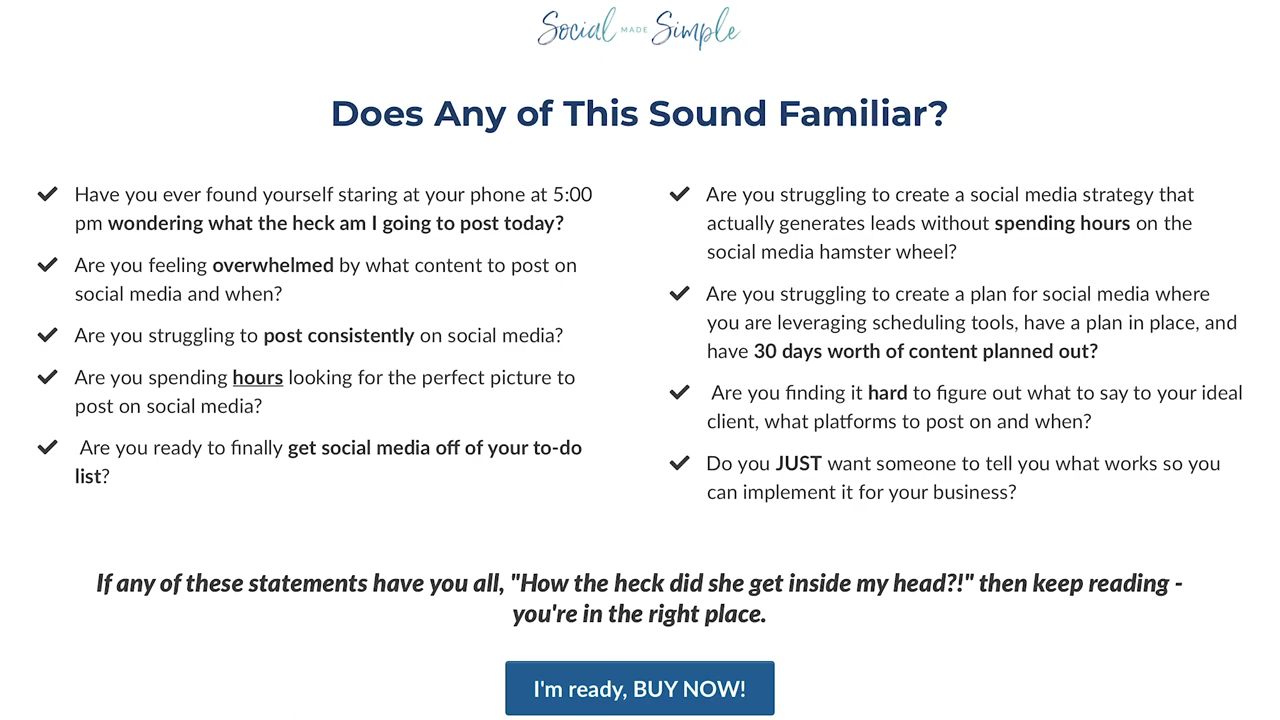 Social MADE Simple
Does Any of This Sound Familiar?
Have you ever found yourself staring at your phone at 5:00
pm wondering what the heck am I going to post today?
Are you feeling overwhelmed by what content to post on
social media and when?
Are you struggling to post consistently on social media?
Are you spending hours looking for the perfect picture to
post on social media?
Are you ready to finally get social media off of your to-do
list?
Are you struggling to create a social media strategy that
actually generates leads without spending hours on the
social media hamster wheel?
Are you struggling to create a plan for social media where
you are leveraging scheduling tools, have a plan in place, and
have 30 days worth of content planned out?
Are you finding it hard to figure out what to say to your ideal
client, what platforms to post on and when?
Do you JUST want someone to tell you what works so you
can implement it for your business?
If any of these statements have you all, "How the heck did she get inside my head?!" then keep reading -
you're in the right place.
I'm ready, BUY NOW!